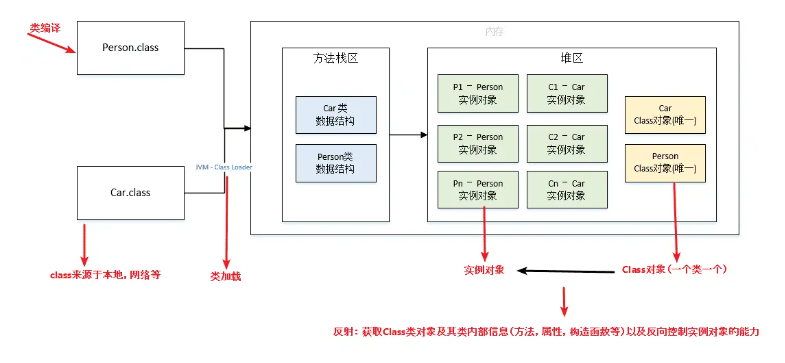 类编译
Person.class
内存
方法栈区
堆区
P1 - Person
实例对象
C1 - Car
实例对象
Car 类
数据结构
Car
Class对象(唯一)
P2 - Person
实例对象
C2 - Car
实例对象
Person类
数据结构
Person
Class对象(唯一)
JVM - Class Loader
Car.class
Pn - Person
实例对象
Cn - Car
实例对象
class来源于本地，网络等
类加载
实例对象
Class对象（一个类一个）
反射：获取Class类对象及其类内部信息（方法，属性，构造函数等）以及反向控制实例对象的能力